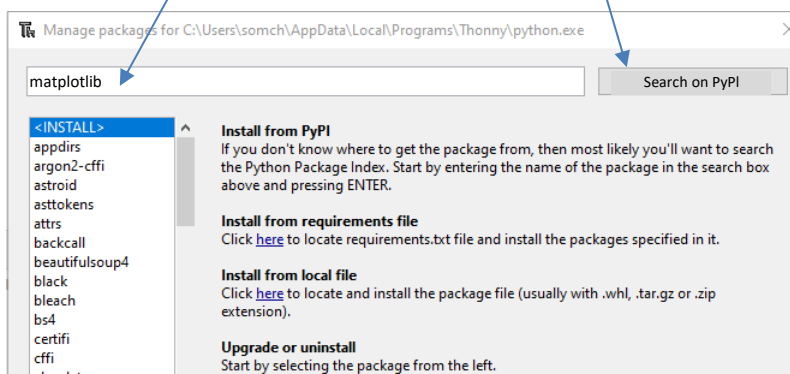 Manage packages for C:\Users\somch\AppData\Local\Programs\Thonny\python.exe
matplotlib
Search on PyPI
<INSTALL>
appdirs
argon2-cffi
astroid
asttokens
attrs
backcall
beautifulsoup4
black
bleach
bs4
certifi
cffi
Install from PyPI
If you don't know where to get the package from, then most likely you'll want to search
the Python Package Index. Start by entering the name of the package in the search box
above and pressing ENTER.
Install from requirements file
Click here to locate requirements.txt file and install the packages specified in it.
Install from local file
Click here to locate and install the package file (usually with .whl, .tar.gz or .zip
extension).
Upgrade or uninstall
Start by selecting the package from the left.